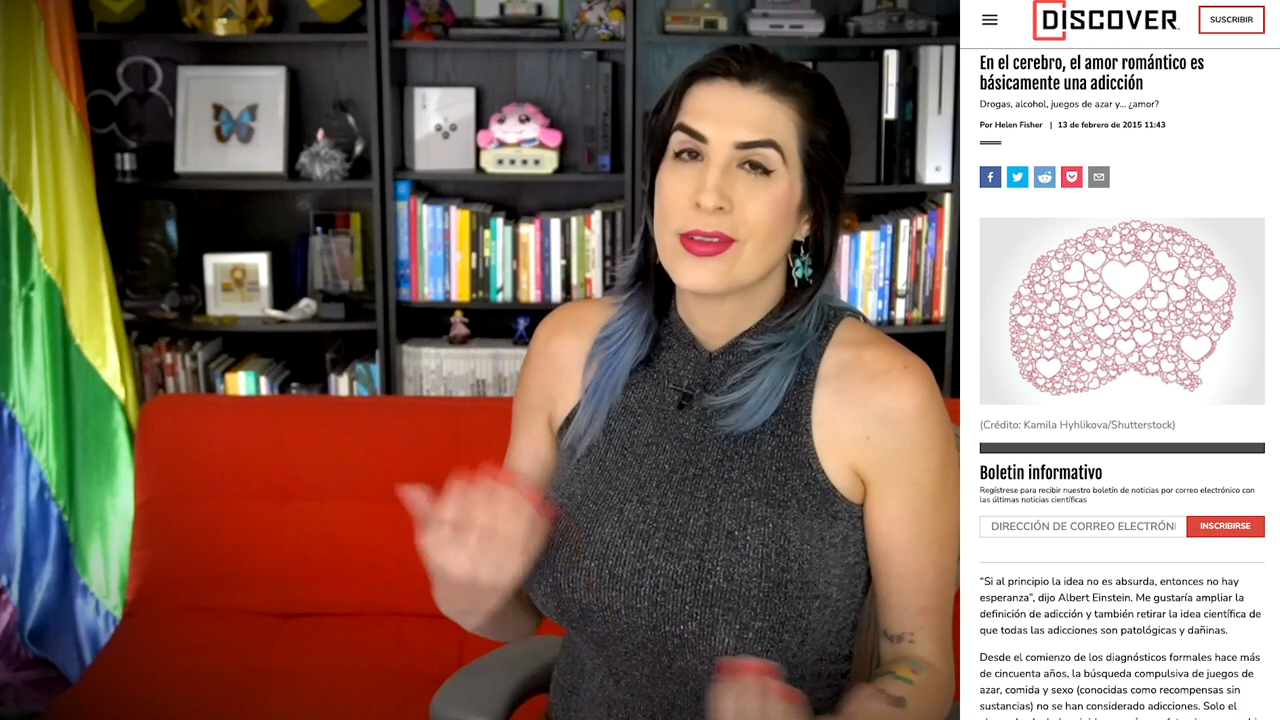 DISCOVER.
SUSCRIBIR
En el cerebro, el amor romántico es
básicamente una adicción
Drogas, alcohol, juegos de azar y... ¿amor?
Por Helen Fisher | 13 de febrero de 2015 11:43
(Crédito: Kamila Hyhlikova/Shutterstock)
Boletin informativo
Regístrese para recibir nuestro boletín de noticias por correo electrónico con
las últimas noticias científicas
DIRECCIÓN DE CORREO ELECTRÓNI
INSCRIBIRSE
“Si al principio la idea no es absurda, entonces no hay
esperanza”, dijo Albert Einstein. Me gustaría ampliar la
definición de adicción y también retirar la idea científica de
que todas las adicciones son patológicas y dañinas.
Desde el comienzo de los diagnósticos formales hace más
de cincuenta años, la búsqueda compulsiva de juegos de
azar, comida y sexo (conocidas como recompensas sin
sustancias) no se han considerado adicciones. Solo el